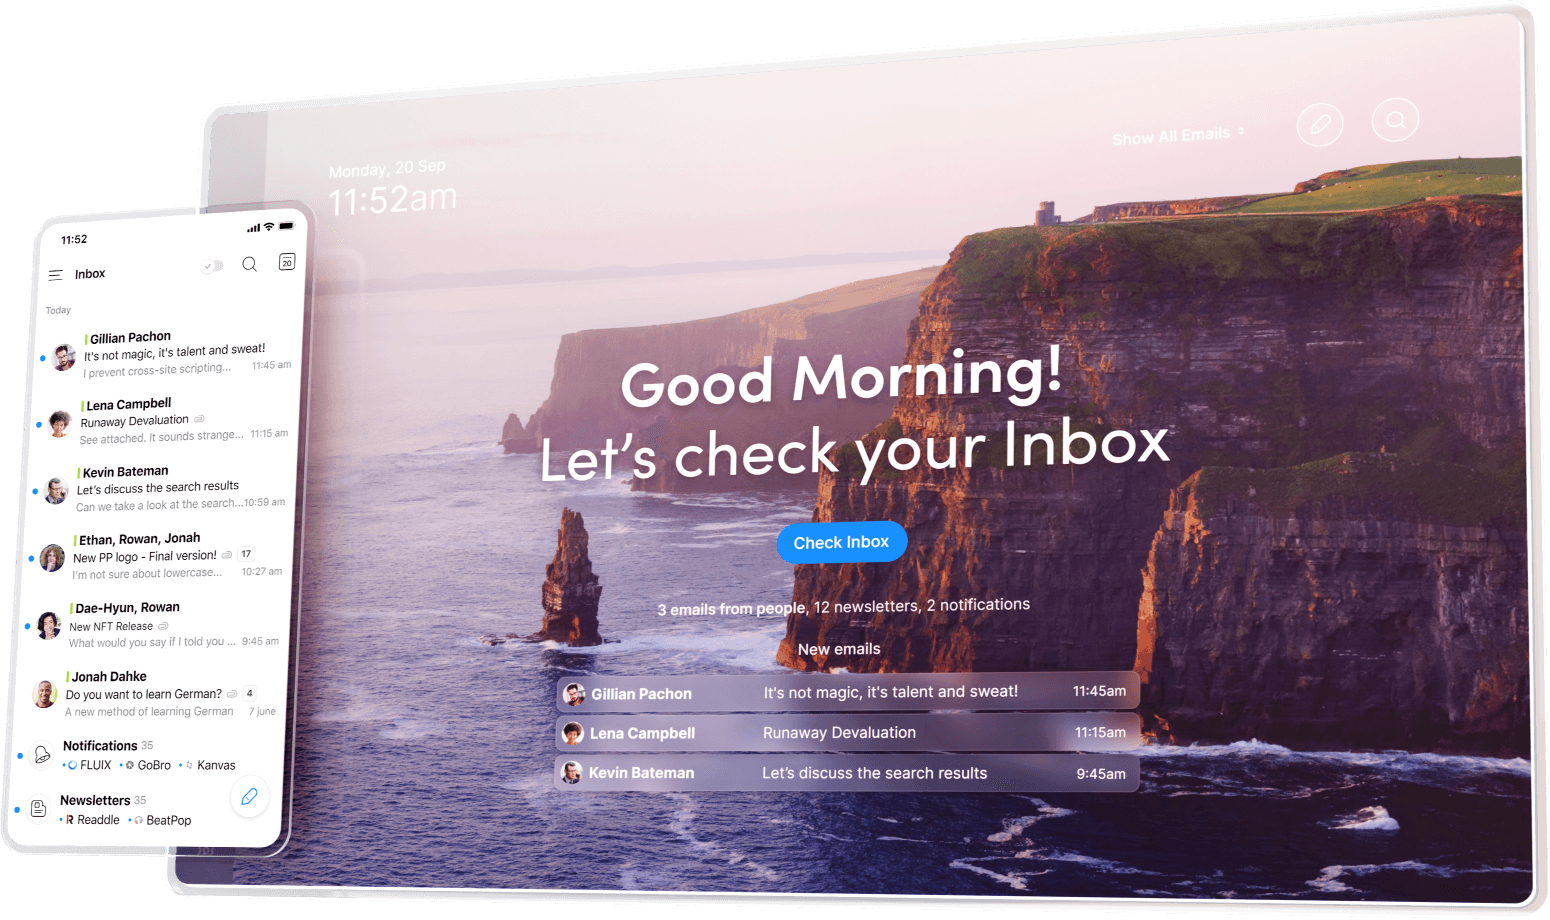 Monday, 20 Sep
11:52am
Show All Emails
Good Morning!
Let's check your Inbox
Check Inbox
3 emails from people, 12 newsletters, 2 notifications
New emails
Gillian Pachon It's not magic, it's talent and sweat! 11:45am
Lena Campbell Runaway Devaluation 11:15am
Kevin Bateman Let's discuss the search results 9:45am
11:52
Inbox
20
Today
Gillian Pachon
It's not magic, it's talent and sweat!
I prevent cross-site scripting... 11:45 am
Lena Campbell
Runaway Devaluation
See attached. It sounds strange... 11:15 am
Kevin Bateman
Let's discuss the search results
Can we take a look at the search... 10:59 am
Ethan, Rowan, Jonah
New PP logo - Final version! 17
I'm not sure about lowercase... 10:27 am
Dae-Hyun, Rowan
New NFT Release
What would you say if I told you ... 9:45 am
Jonah Dahke
Do you want to learn German? 4
A new method of learning German 7 june
Notifications 35
FLUIX GoBro Kanvas
Newsletters 35
R Readdle BeatPop